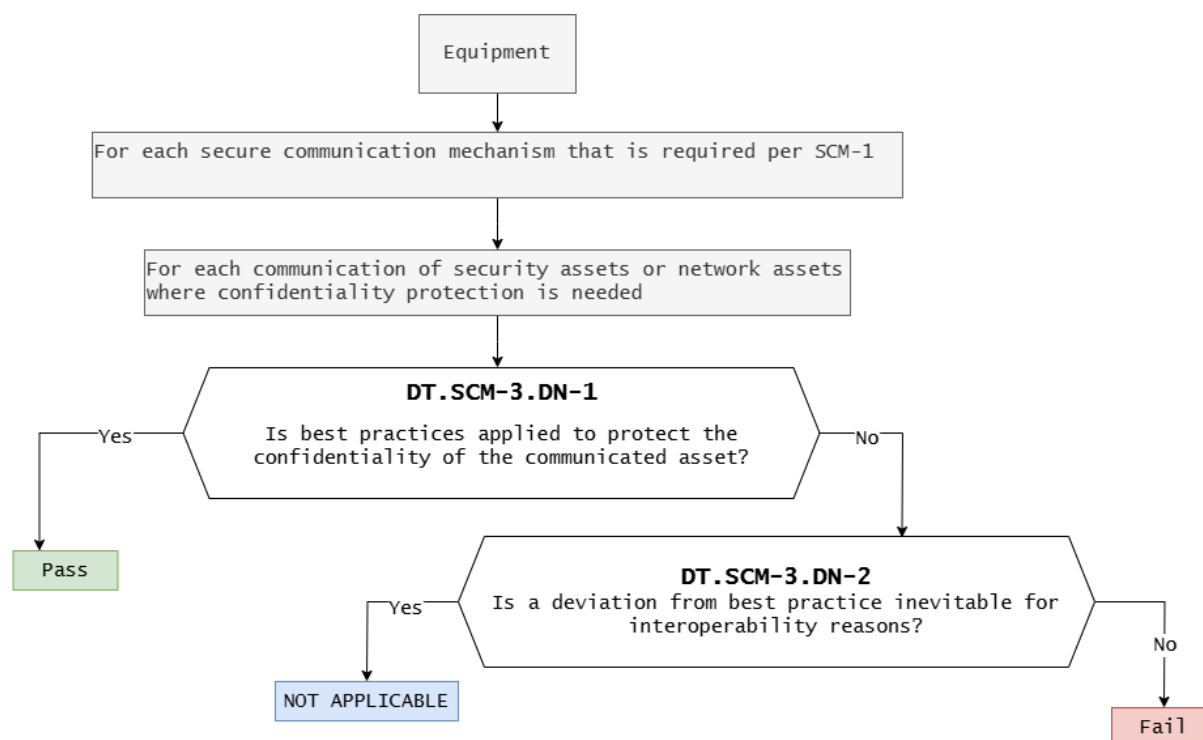 Equipment
For each secure communication mechanism that is required per SCM-1
For each communication of security assets or network assets
where confidentiality protection is needed
DT.SCM-3.DN-1
Is best practices applied to protect the
confidentiality of the communicated asset?
Yes
No
Pass
DT.SCM-3.DN-2
Is a deviation from best practice inevitable for
interoperability reasons?
Yes
No
NOT APPLICABLE
Fail